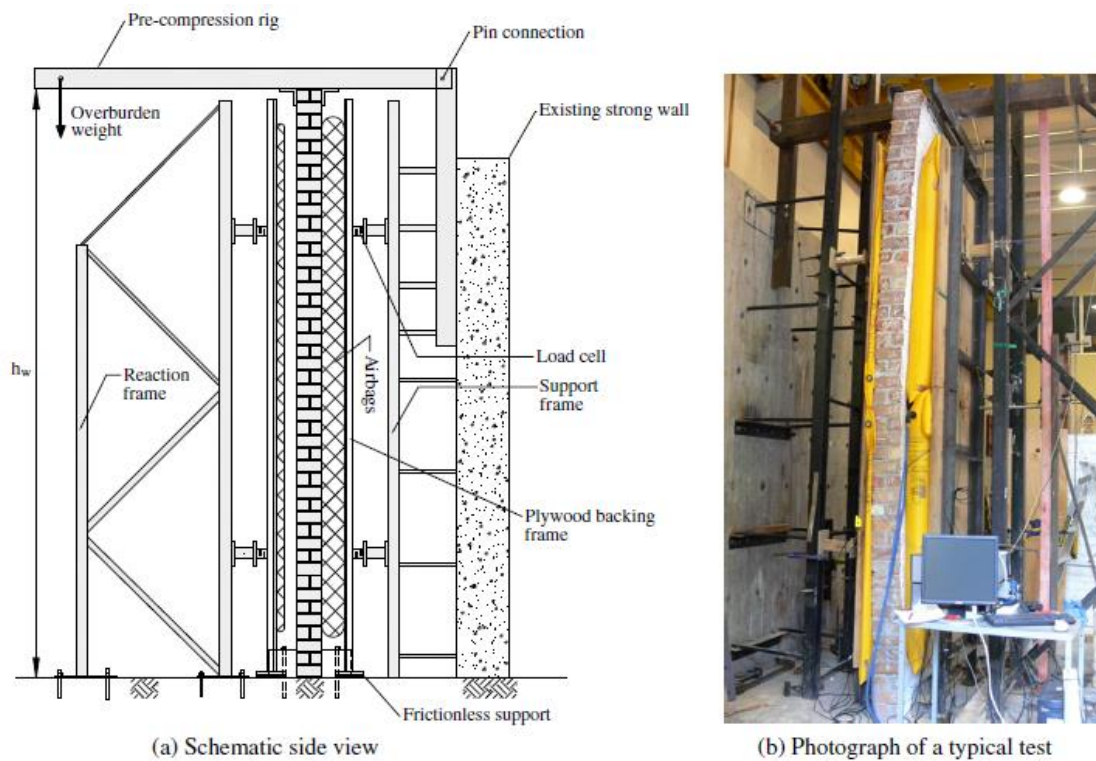 Pre-compression rig
Pin connection
Overburden
weight
Existing strong wall
hw
Reaction
frame
Airbags
Load cell
Support
frame
Plywood backing
frame
Frictionless support
(a) Schematic side view
(b) Photograph of a typical test